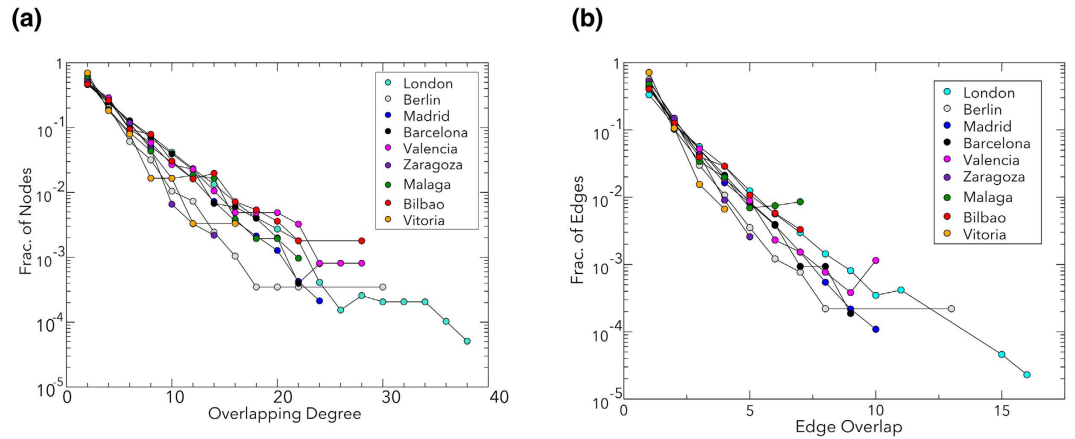 (a)
1
10-1
10-2
10-3
10-4
10-5
0
10
20
30
40
Frac. of Nodes
Overlapping Degree
London
Berlin
Madrid
Barcelona
Valencia
Zaragoza
Malaga
Bilbao
Vitoria
(b)
1
10-1
10-2
10-3
10-4
10-5
0
5
10
15
Frac. of Edges
Edge Overlap
London
Berlin
Madrid
Barcelona
Valencia
Zaragoza
Malaga
Bilbao
Vitoria